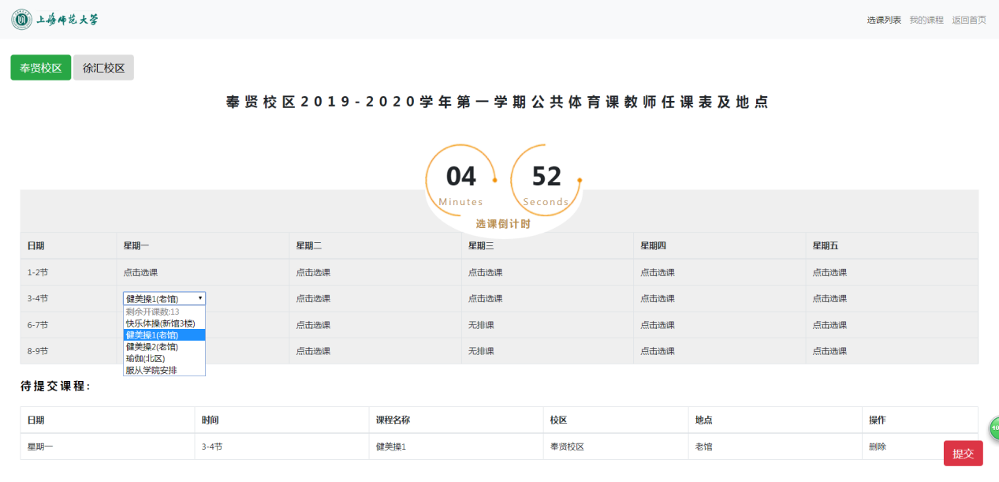 上海师范大学
选课列表 我的课程 返回首页
奉贤校区 徐汇校区
奉贤校区2019-2020学年第一学期公共体育课教师任课表及地点
04 52
Minutes Seconds
选课倒计时
日期 星期一 星期二 星期三 星期四 星期五
1-2节 点击选课 点击选课 点击选课 点击选课 点击选课
3-4节 健美操1(老馆) 点击选课 点击选课 点击选课 点击选课
剩余开课数:13
快乐体操(新馆3楼)
6-7节 点击选课 无排课 点击选课 点击选课
健美操1(老馆)
健美操2(老馆)
8-9节 点击选课 无排课 点击选课 点击选课
瑜伽(北区)
服从学院安排
待提交课程:
日期 时间 课程名称 校区 地点 操作
星期一 3-4节 健美操1 奉贤校区 老馆 删除
提交